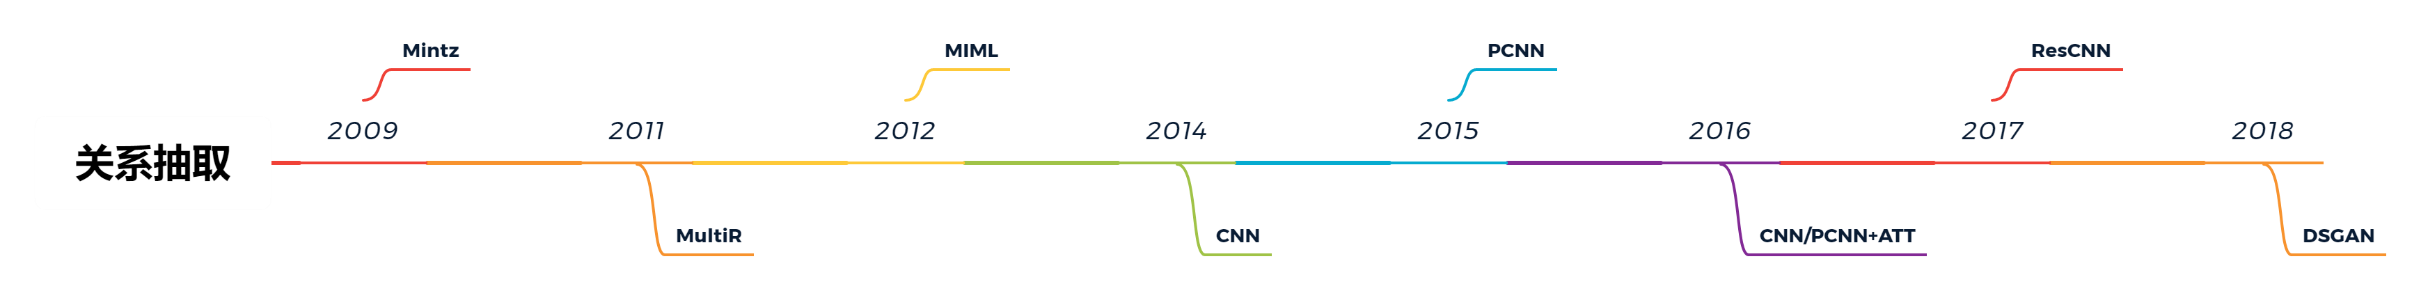 关系抽取
2009
Mintz
2011
MultiR
2012
MIML
2014
CNN
2015
PCNN
2016
CNN/PCNN+ATT
2017
ResCNN
2018
DSGAN